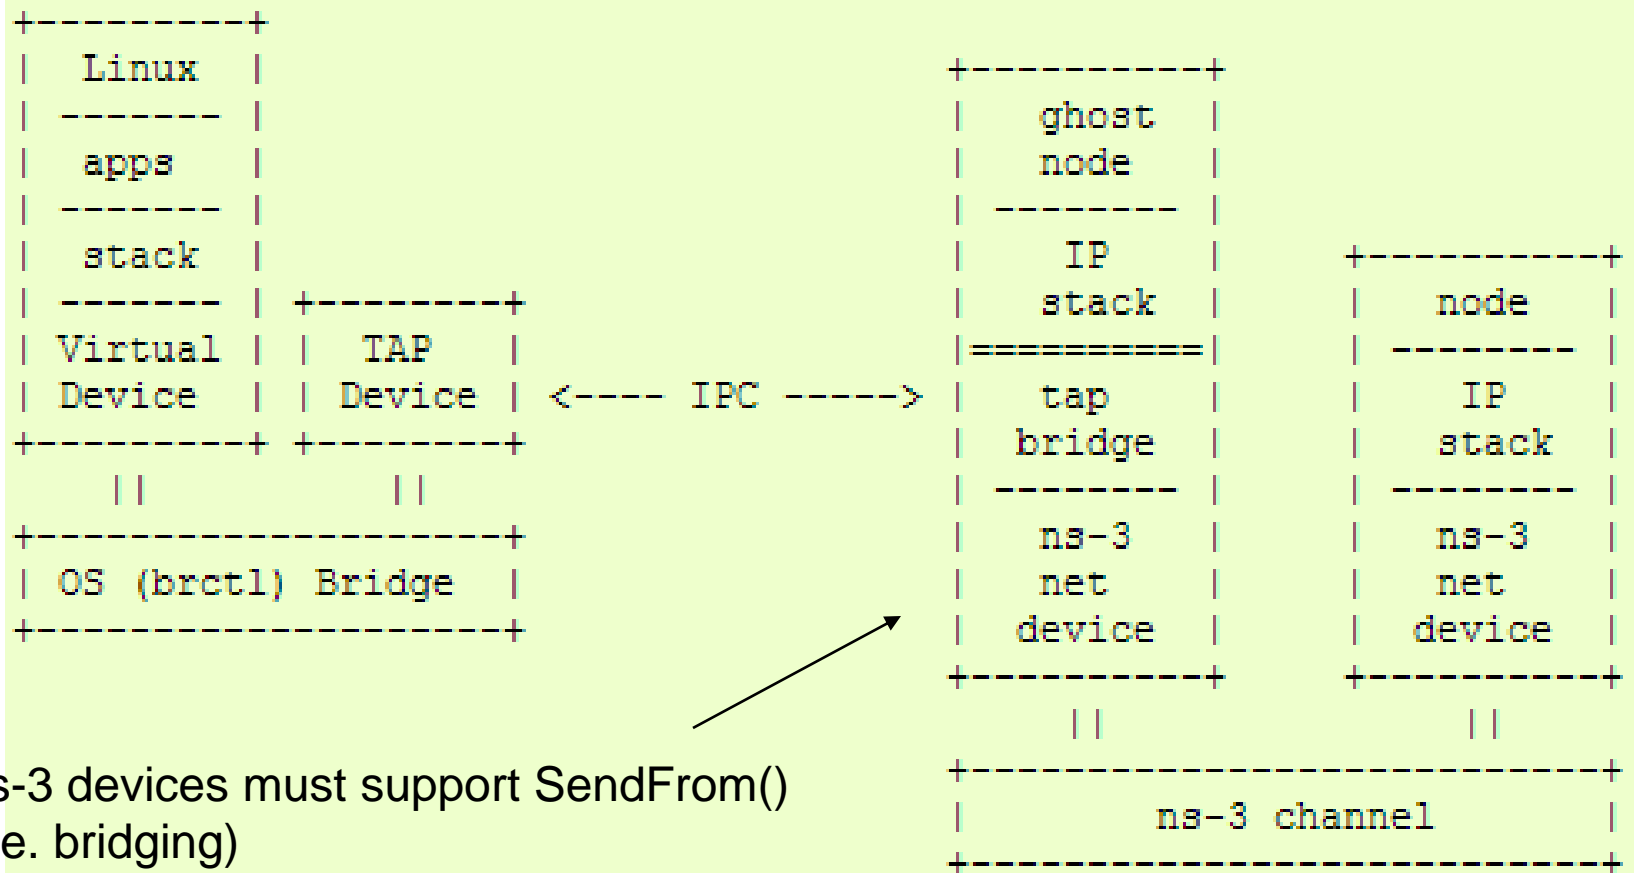 +---------+
|  Linux  |                             +----------+
| ------- |                             |   ghost  |
|  apps   |                             |   node   |
| ------- |                             | -------- |
|  stack  |                             |    IP    |     +----------+
| ------- | +--------+                  |   stack  |     |   node   |
| Virtual | |  TAP   |                  |==========|     | -------- |
| Device  | | Device | <---- IPC -----> |   tap    |     |    IP    |
+---------+ +--------+                  |  bridge  |     |   stack  |
    ||          ||                      | -------- |     | -------- |
+--------------------+                  |   ns-3   |     |   ns-3   |
| OS (brctl) Bridge  |                  |   net    |     |   net    |
+--------------------+                  |  device  |     |  device  |
                                        +----------+     +----------+
                                             ||               ||
                                        +---------------------------+
                                        |        ns-3 channel       |
                                        +---------------------------+
s-3 devices must support SendFrom()
e. bridging)